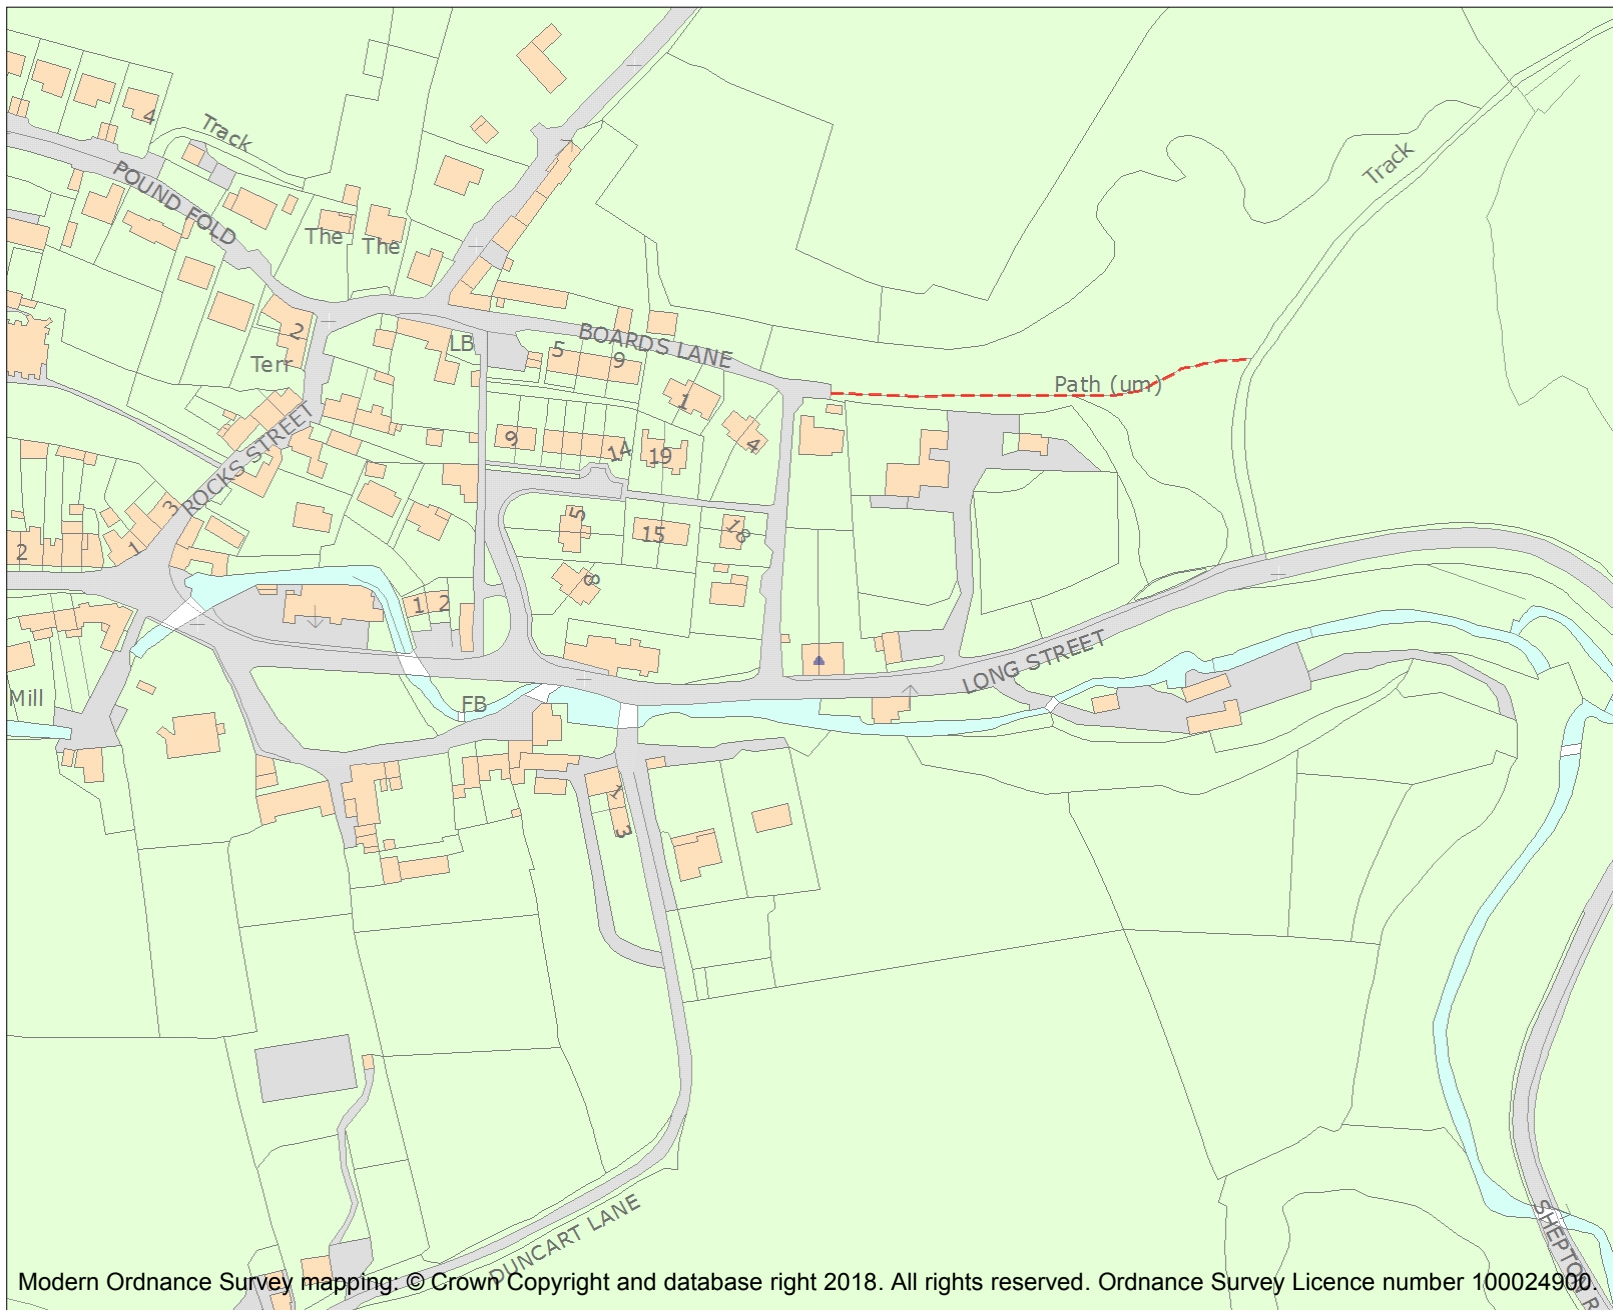 4
Track
POUND FOLD
The
The
Track
2
Terr
LB
BOARDS LANE
5
9
Path (um)
1
4
9
14
19
ROCKS STREET
3
1
2
5
15
18
8
1
2
LONG STREET
Mill
FB
1
3
DUNCART LANE
SHEPTON R
Modern Ordnance Survey mapping: © Crown Copyright and database right 2018. All rights reserved. Ordnance Survey Licence number 100024900.